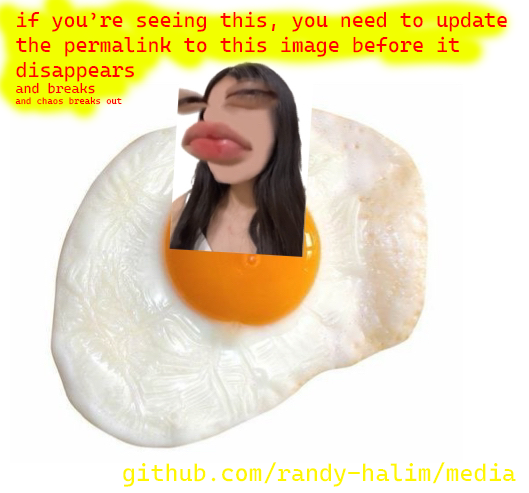 if you’re seeing this, you need to update
the permalink to this image before it
disappears
and breaks
and chaos breaks out
github.com/randy-halim/media